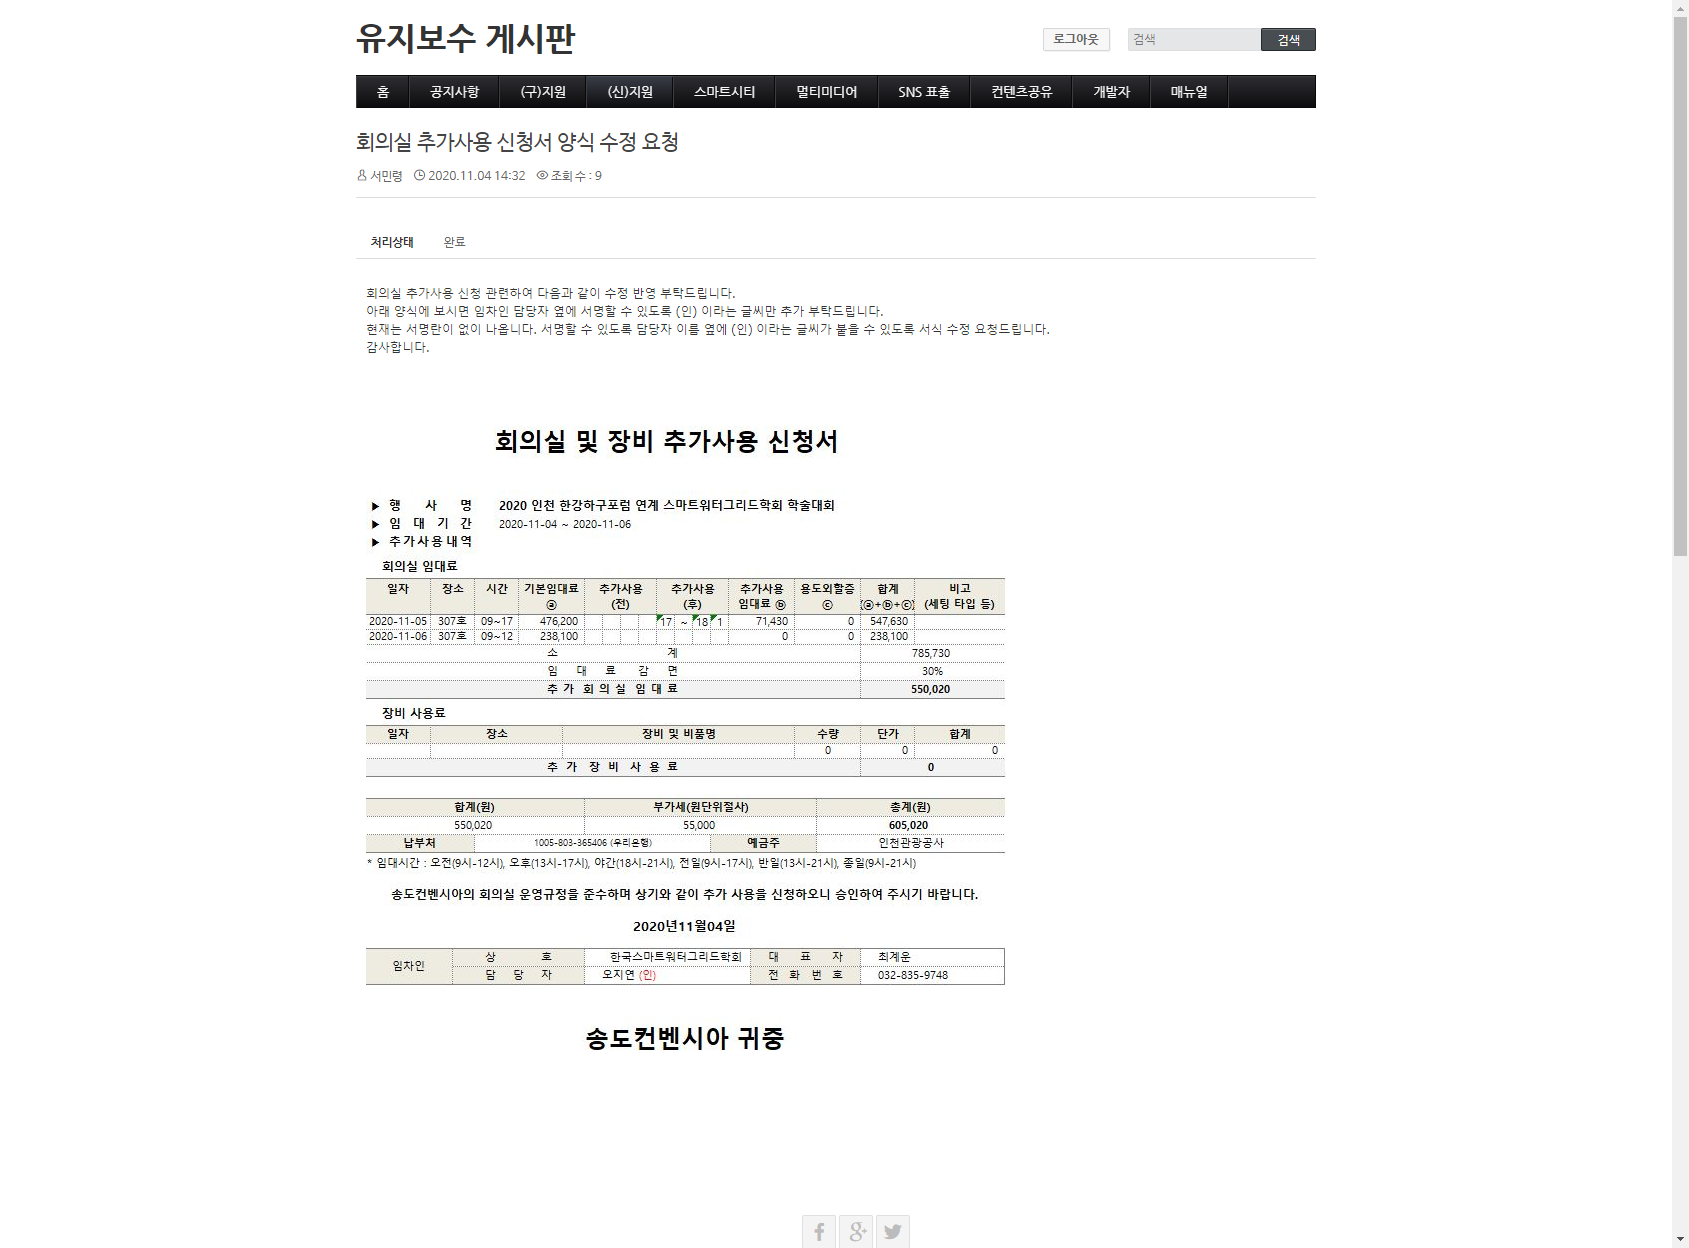 유지보수 게시판
로그아웃 검색 검색
홈 공지사항 (구)지원 (신)지원 스마트시티 멀티미디어 SNS 표출 컨텐츠공유 개발자 매뉴얼
회의실 추가사용 신청서 양식 수정 요청
서민령 2020.11.04 14:32 조회 수 : 9
처리상태 완료
회의실 추가사용 신청 관련하여 다음과 같이 수정 반영 부탁드립니다.
아래 양식에 보시면 임차인 담당자 옆에 서명할 수 있도록 (인) 이라는 글씨만 추가 부탁드립니다.
현재는 서명란이 없이 나옵니다. 서명할 수 있도록 담당자 이름 옆에 (인) 이라는 글씨가 붙을 수 있도록 서식 수정 요청드립니다.
감사합니다.
회의실 및 장비 추가사용 신청서
▶ 행 사 명 2020 인천 한강하구포럼 연계 스마트워터그리드학회 학술대회
▶ 임 대 기 간 2020-11-04 ~ 2020-11-06
▶ 추가사용내역
회의실 임대료
일자 장소 시간 기본임대료 추가사용 추가사용 추가사용 용도외할증 합계 비고
ⓐ (전) (후) 임대료 ⓑ ⓒ (ⓐ+ⓑ+ⓒ) (세팅 타입 등)
2020-11-05 307호 09~17 476,200 17 ~ 18 1 71,430 0 547,630
2020-11-06 307호 09~12 238,100 0 0 238,100
소 계 785,730
임 대 료 감 면 30%
추 가 회 의 실 임 대 료 550,020
장비 사용료
일자 장소 장비 및 비품명 수량 단가 합계
0 0 0
추 가 장 비 사 용 료 0
합계(원) 부가세(원단위절사) 총계(원)
550,020 55,000 605,020
납부처 1005-803-365406 (우리은행) 예금주 인천관광공사
* 임대시간 : 오전(9시-12시), 오후(13시-17시), 야간(18시-21시), 전일(9시-17시), 반일(13시-21시), 종일(9시-21시)
송도컨벤시아의 회의실 운영규정을 준수하며 상기와 같이 추가 사용을 신청하오니 승인하여 주시기 바랍니다.
2020년11월04일
임차인 상 호 한국스마트워터그리드학회 대 표 자 최계운
담 당 자 오지연 (인) 전 화 번 호 032-835-9748
송도컨벤시아 귀중